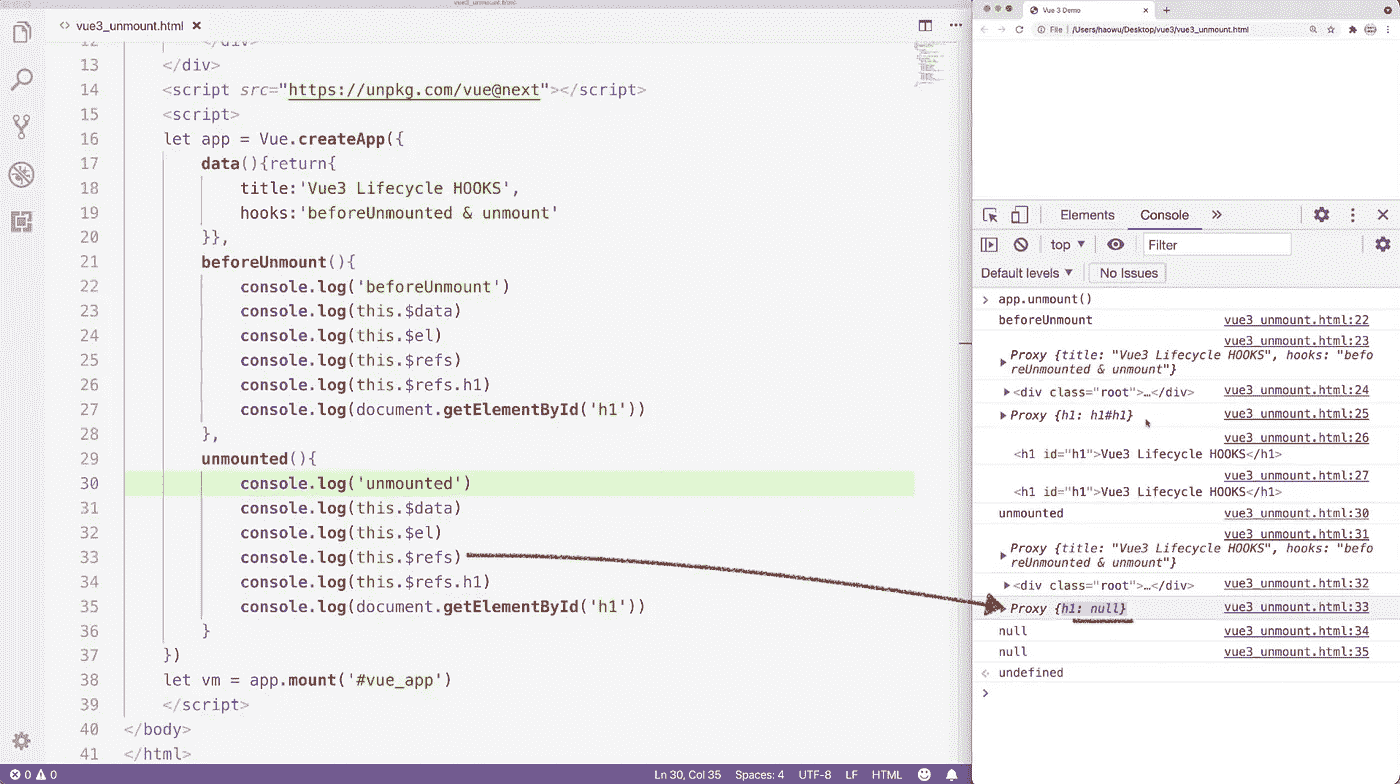 vue3_unmount.html
<> vue3_unmount.html ×
12 </div>
13 </div>
14 <script src="https://unpkg.com/vue@next"></script>
15 <script>
16 let app = Vue.createApp({
17 data(){return{
18 title:'Vue3 Lifecycle HOOKS',
19 hooks:'beforeUnmounted & unmount'
20 }},
21 beforeUnmount(){
22 console.log('beforeUnmount')
23 console.log(this.$data)
24 console.log(this.$el)
25 console.log(this.$refs)
26 console.log(this.$refs.h1)
27 console.log(document.getElementById('h1'))
28 },
29 unmounted(){
30 console.log('unmounted')
31 console.log(this.$data)
32 console.log(this.$el)
33 console.log(this.$refs)
34 console.log(this.$refs.h1)
35 console.log(document.getElementById('h1'))
36 }
37 })
38 let vm = app.mount('#vue_app')
39 </script>
40 </body>
41 </html>
0 0
Ln 30, Col 35 Spaces: 4 UTF-8 LF HTML
Vue 3 Demo
File | /Users/haowu/Desktop/vue3/vue3_unmount.html
Elements Console »
top Filter
Default levels No Issues
> app.unmount()
beforeUnmount vue3_unmount.html:22
vue3_unmount.html:23
Proxy {title: "Vue3 Lifecycle HOOKS", hooks: "befo
reUnmounted & unmount"}
<div class="root">…</div> vue3_unmount.html:24
Proxy {h1: h1#h1} vue3_unmount.html:25
vue3_unmount.html:26
<h1 id="h1">Vue3 Lifecycle HOOKS</h1>
vue3_unmount.html:27
<h1 id="h1">Vue3 Lifecycle HOOKS</h1>
unmounted vue3_unmount.html:30
vue3_unmount.html:31
Proxy {title: "Vue3 Lifecycle HOOKS", hooks: "befo
reUnmounted & unmount"}
<div class="root">…</div> vue3_unmount.html:32
Proxy {h1: null} vue3_unmount.html:33
null vue3_unmount.html:34
null vue3_unmount.html:35
undefined
>